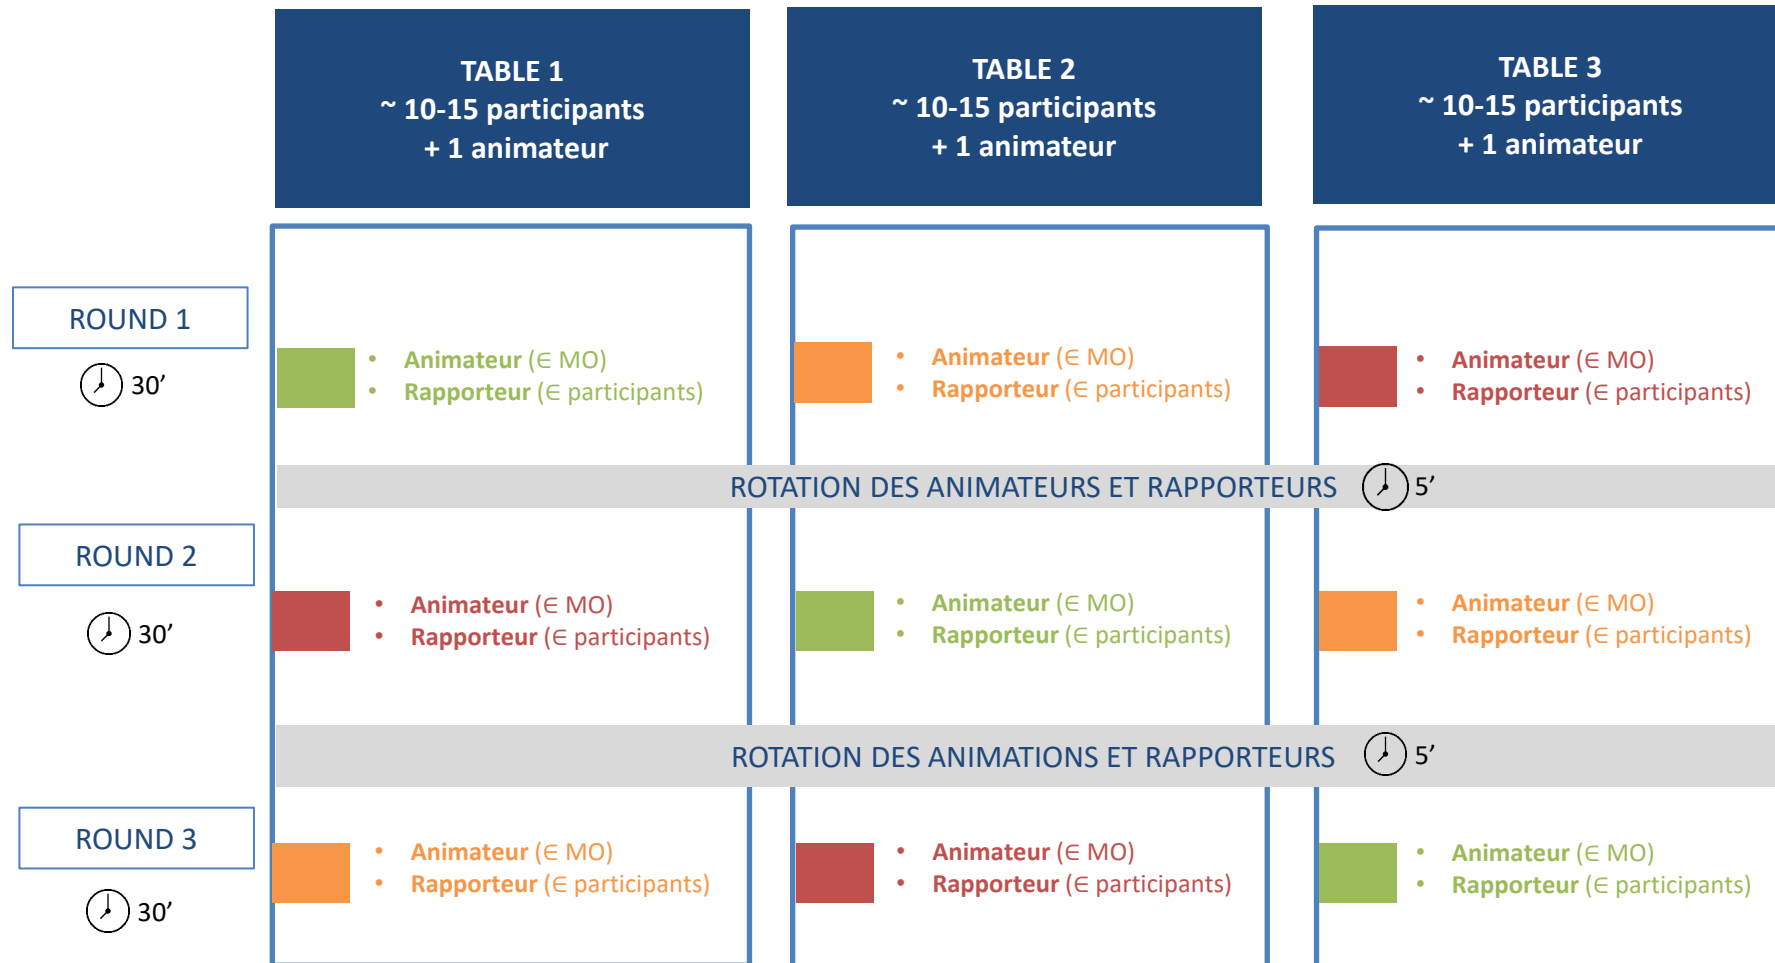 TABLE 1
~ 10-15 participants
+ 1 animateur
TABLE 2
~ 10-15 participants
+ 1 animateur
TABLE 3
~ 10-15 participants
+ 1 animateur
ROUND 1
30’
• Animateur (∈ MO)
• Rapporteur (∈ participants)
• Animateur (∈ MO)
• Rapporteur (∈ participants)
• Animateur (∈ MO)
• Rapporteur (∈ participants)
ROTATION DES ANIMATEURS ET RAPPORTEURS 5’
ROUND 2
30’
• Animateur (∈ MO)
• Rapporteur (∈ participants)
• Animateur (∈ MO)
• Rapporteur (∈ participants)
• Animateur (∈ MO)
• Rapporteur (∈ participants)
ROTATION DES ANIMATIONS ET RAPPORTEURS 5’
ROUND 3
30’
• Animateur (∈ MO)
• Rapporteur (∈ participants)
• Animateur (∈ MO)
• Rapporteur (∈ participants)
• Animateur (∈ MO)
• Rapporteur (∈ participants)